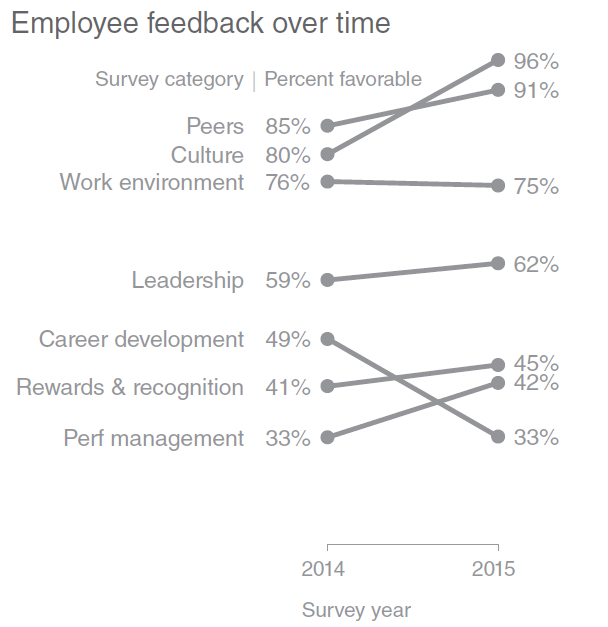 Employee feedback over time
Survey category | Percent favorable
96%
91%
Peers 85%
Culture 80%
Work environment 76%
75%
Leadership 59%
62%
Career development 49%
45%
Rewards & recognition 41%
42%
Perf management 33%
33%
2014 2015
Survey year